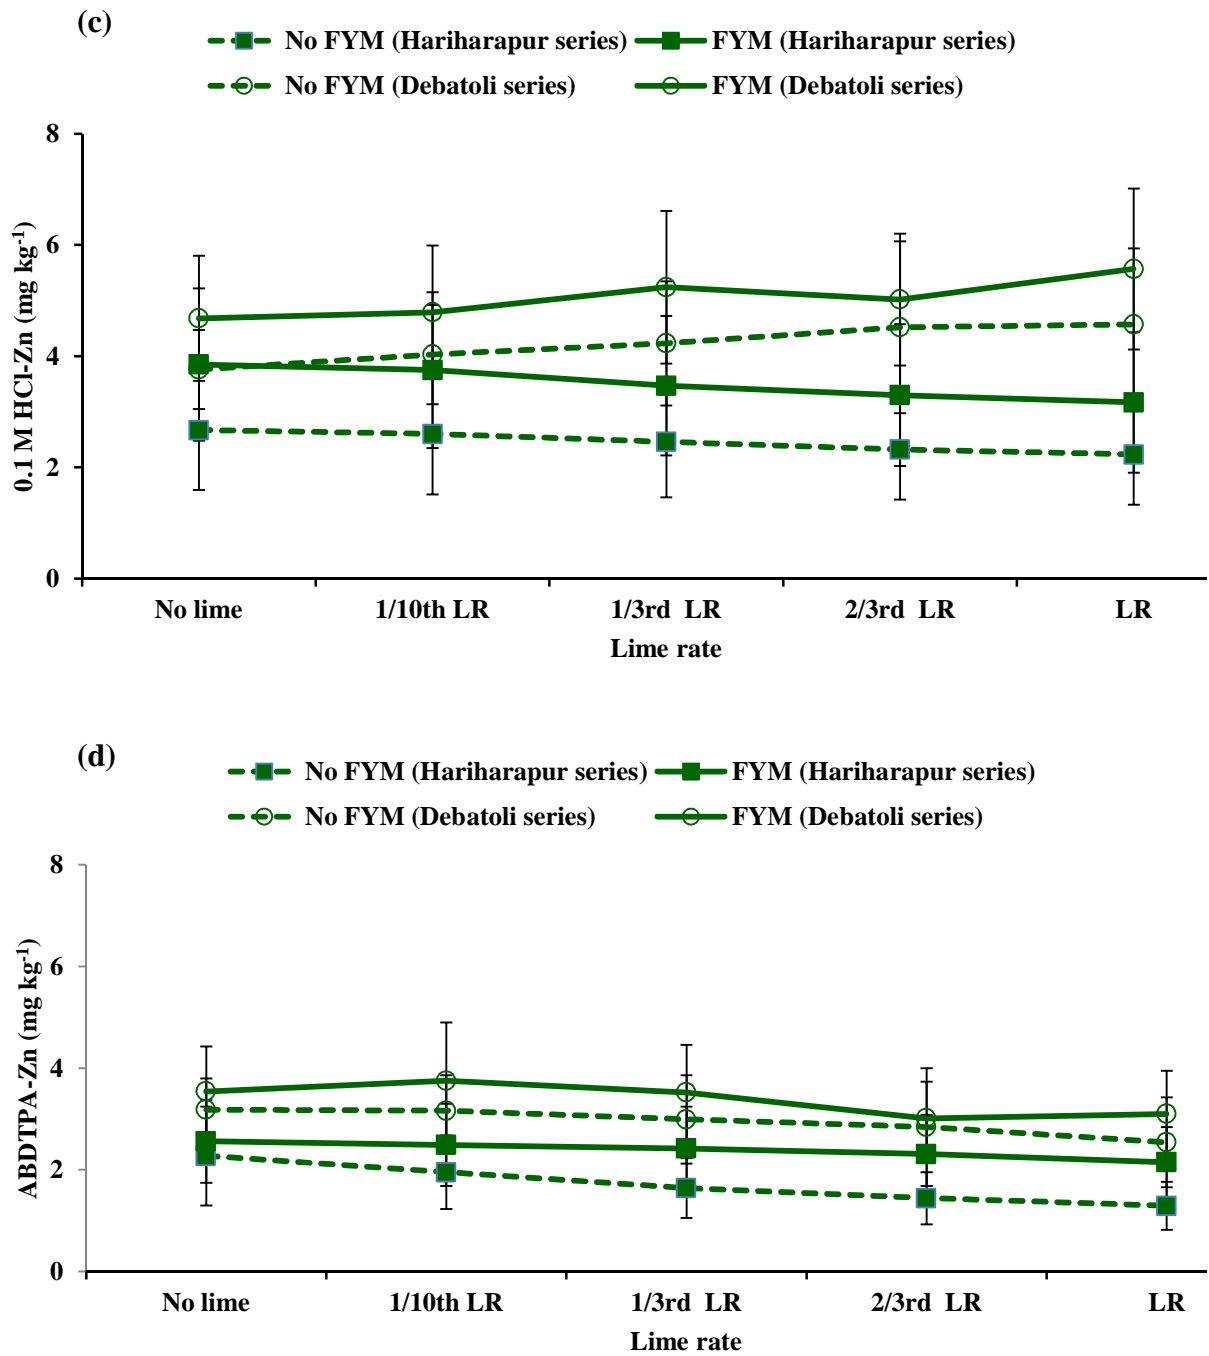 (c)
No FYM (Hariharapur series) FYM (Hariharapur series)
No FYM (Debatoli series) FYM (Debatoli series)
8
6
4
2
0
0.1 M HCl-Zn (mg kg⁻¹)
No lime 1/10th LR 1/3rd LR 2/3rd LR LR
Lime rate
(d)
No FYM (Hariharapur series) FYM (Hariharapur series)
No FYM (Debatoli series) FYM (Debatoli series)
8
6
4
2
0
ABDTPA-Zn (mg kg⁻¹)
No lime 1/10th LR 1/3rd LR 2/3rd LR LR
Lime rate